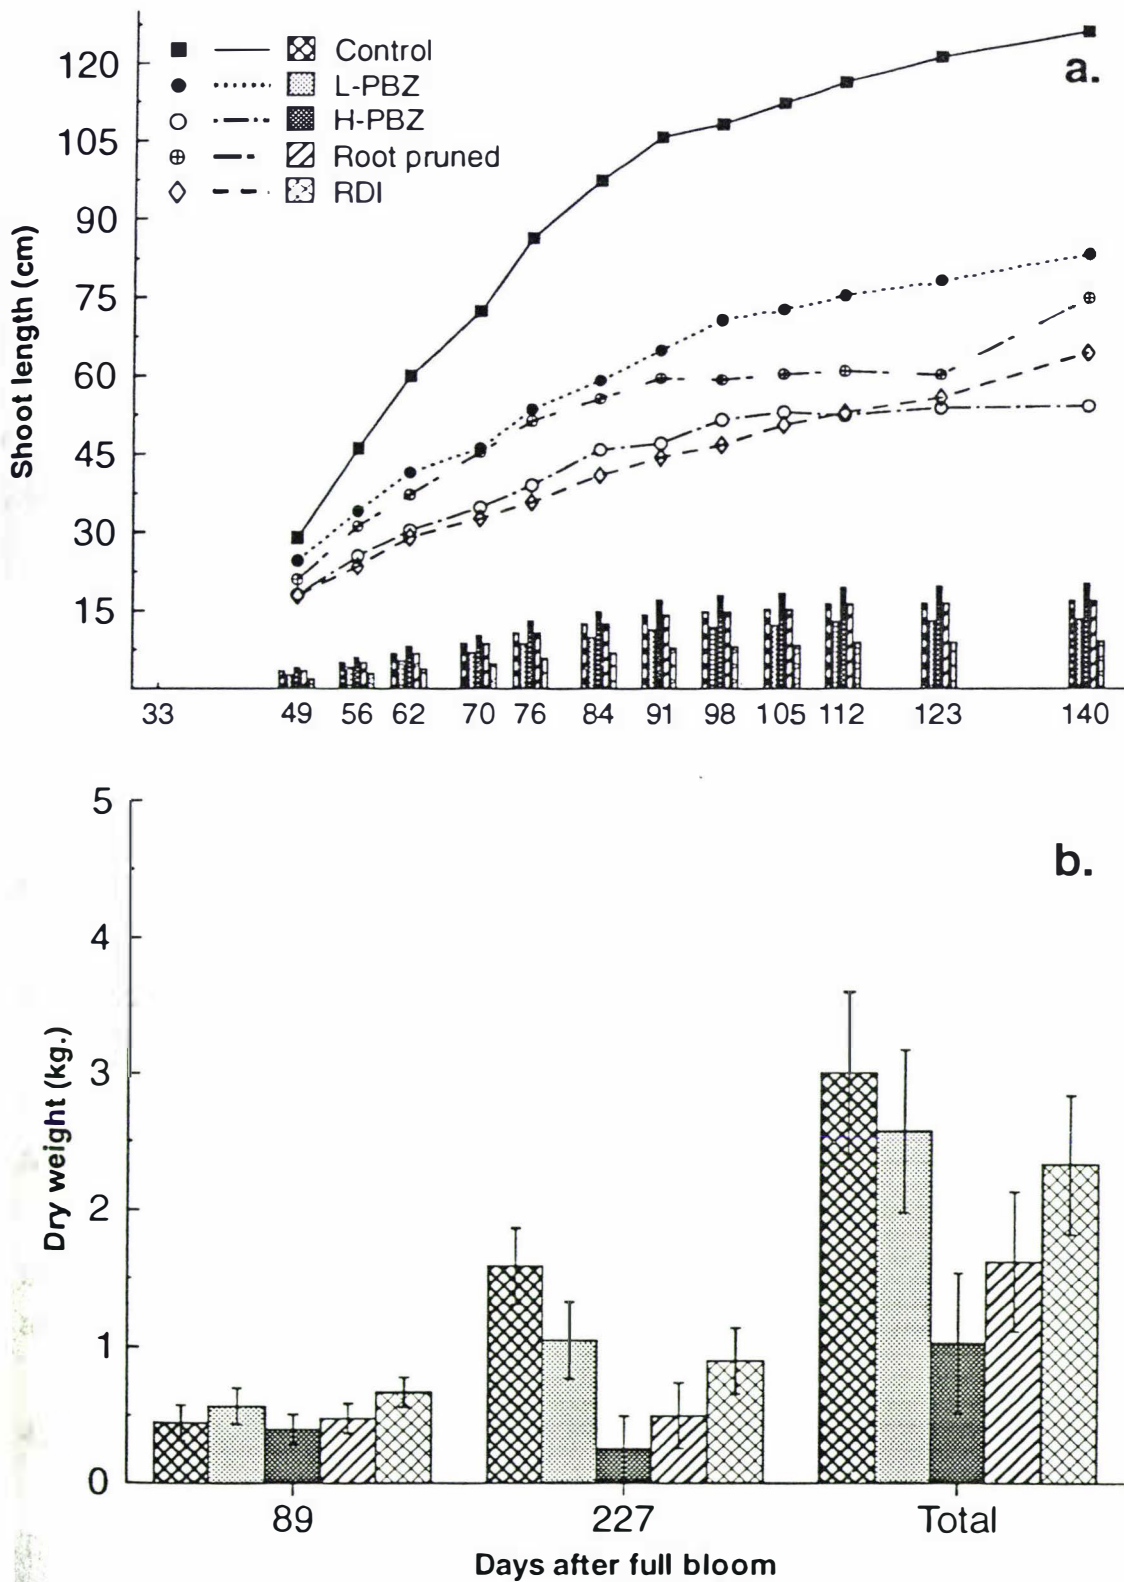 120
105
90
75
60
45
30
15
Shoot length (cm)
Control
L-PBZ
H-PBZ
Root pruned
RDI
a.
33 49 56 62 70 76 84 91 98 105 112 123 140
5
4
3
2
1
0
Dry weight (kg.)
b.
89 227 Total
Days after full bloom